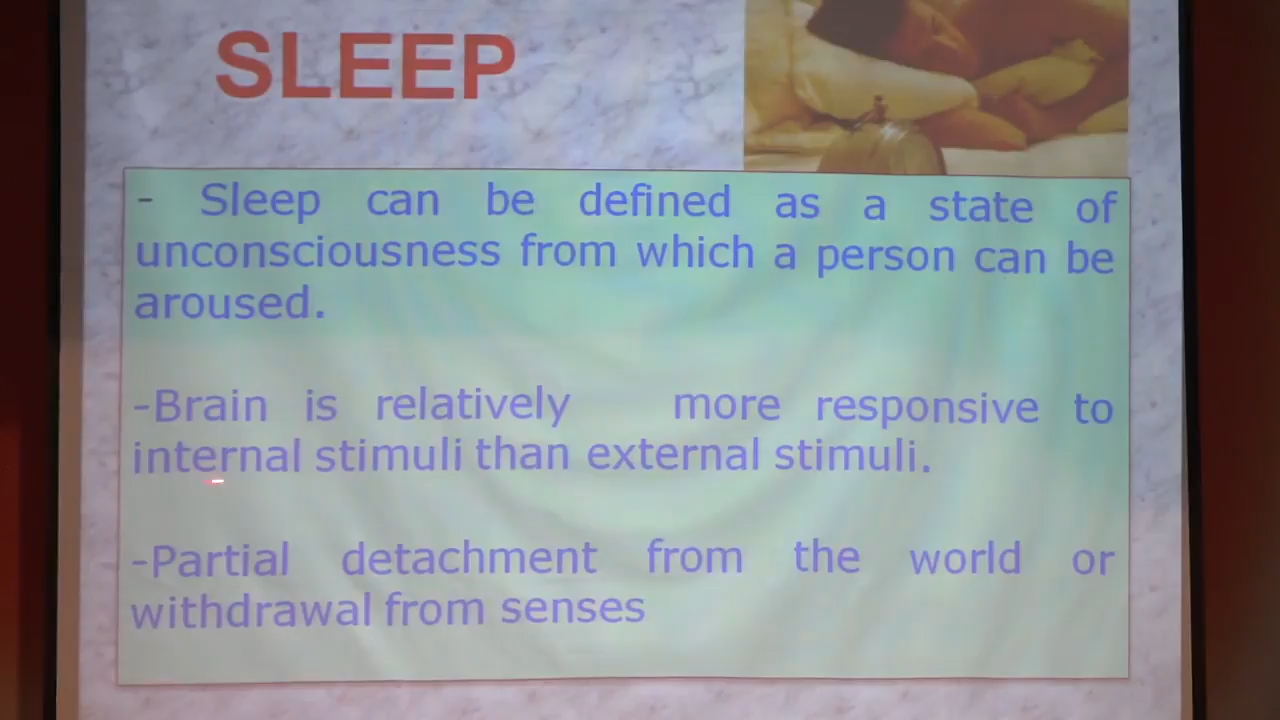 SLEEP
- Sleep can be defined as a state of
unconsciousness from which a person can be
aroused.
-Brain is relatively more responsive to
internal stimuli than external stimuli.
-Partial detachment from the world or
withdrawal from senses